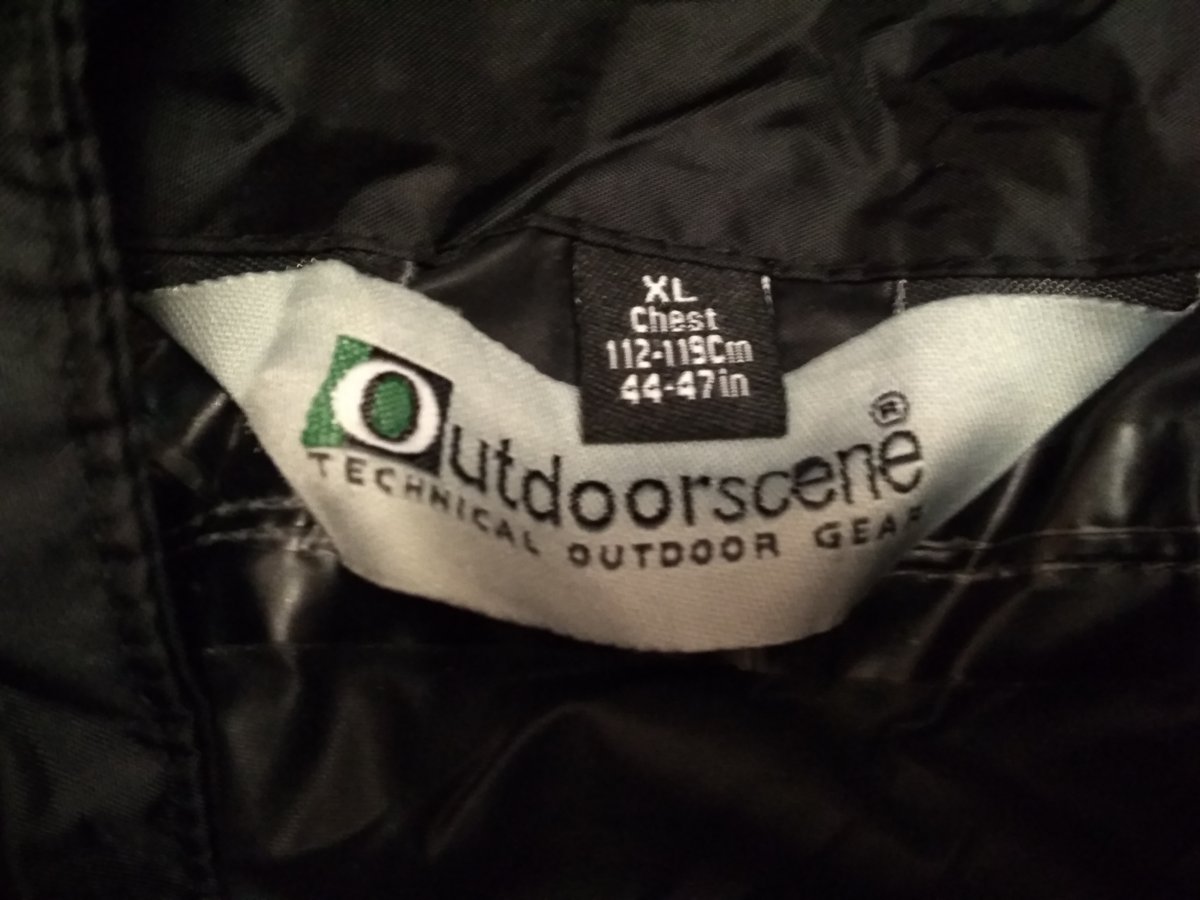 XL
Chest
112-119Cm
44-47in
Outdoorscene®
TECHNICAL OUTDOOR GEAR